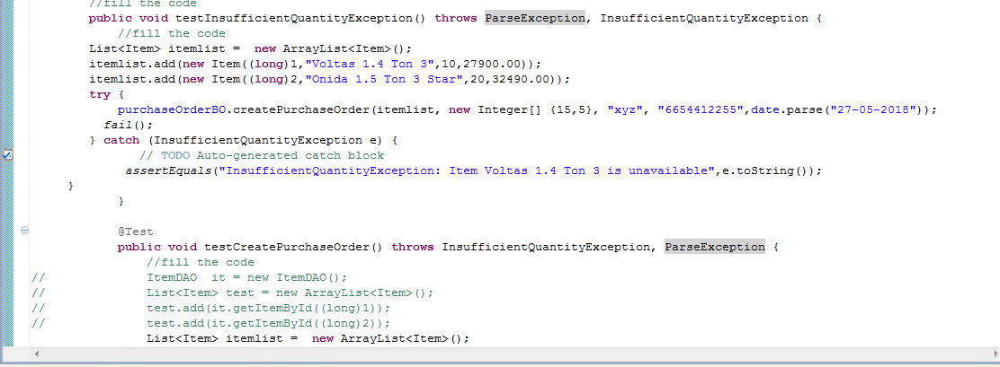 //fill the code
public void testInsufficientQuantityException() throws ParseException, InsufficientQuantityException {
//fill the code
List<Item> itemlist =  new ArrayList<Item>();
itemlist.add(new Item((long)1,"Voltas 1.4 Ton 3",10,27900.00));
itemlist.add(new Item((long)2,"Onida 1.5 Ton 3 Star",20,32490.00));
try {
purchaseOrderBO.createPurchaseOrder(itemlist, new Integer[] {15,5}, "xyz", "6654412255",date.parse("27-05-2018"));
fail();
} catch (InsufficientQuantityException e) {
// TODO Auto-generated catch block
assertEquals("InsufficientQuantityException: Item Voltas 1.4 Ton 3 is unavailable",e.toString());
}
}
@Test
public void testCreatePurchaseOrder() throws InsufficientQuantityException, ParseException {
//fill the code
//              ItemDAO  it = new ItemDAO();
//              List<Item> test = new ArrayList<Item>();
//              test.add(it.getItemById((long)1));
//              test.add(it.getItemById((long)2));
List<Item> itemlist =  new ArrayList<Item>();